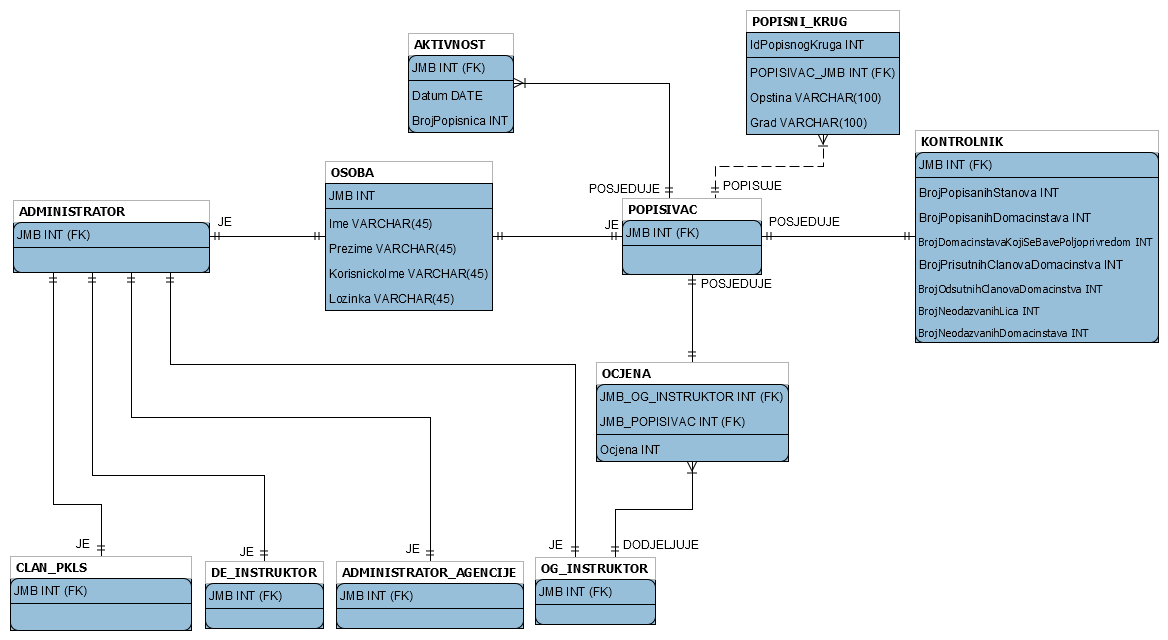 POPISNI_KRUG
IdPopisnogKruga INT
POPISIVAC_JMB INT (FK)
Opstina VARCHAR(100)
Grad VARCHAR(100)
AKTIVNOST
JMB INT (FK)
Datum DATE
BrojPopisnica INT
KONTROLNIK
JMB INT (FK)
BrojPopisanihStanova INT
BrojPopisanihDomacinstava INT
BrojDomacinstavaKojiSeBavePoljoprivredom INT
BrojPrisutnihClanovaDomacinstva INT
BrojOdsutnihClanovaDomacinstva INT
BrojNeodazvanihLica INT
BrojNeodazvanihDomacinstava INT
OSOBA
JMB INT
Ime VARCHAR(45)
Prezime VARCHAR(45)
KorisnickoIme VARCHAR(45)
Lozinka VARCHAR(45)
POSJEDUJE
POPISUJE
ADMINISTRATOR
JMB INT (FK)
JE
JE
POPISIVAC
JMB INT (FK)
POSJEDUJE
POSJEDUJE
OCJENA
JMB_OG_INSTRUKTOR INT (FK)
JMB_POPISIVAC INT (FK)
Ocjena INT
JE
JE
JE
JE
DODJELJUJE
CLAN_PKLS
JMB INT (FK)
DE_INSTRUKTOR
JMB INT (FK)
ADMINISTRATOR_AGENCIJE
JMB INT (FK)
OG_INSTRUKTOR
JMB INT (FK)